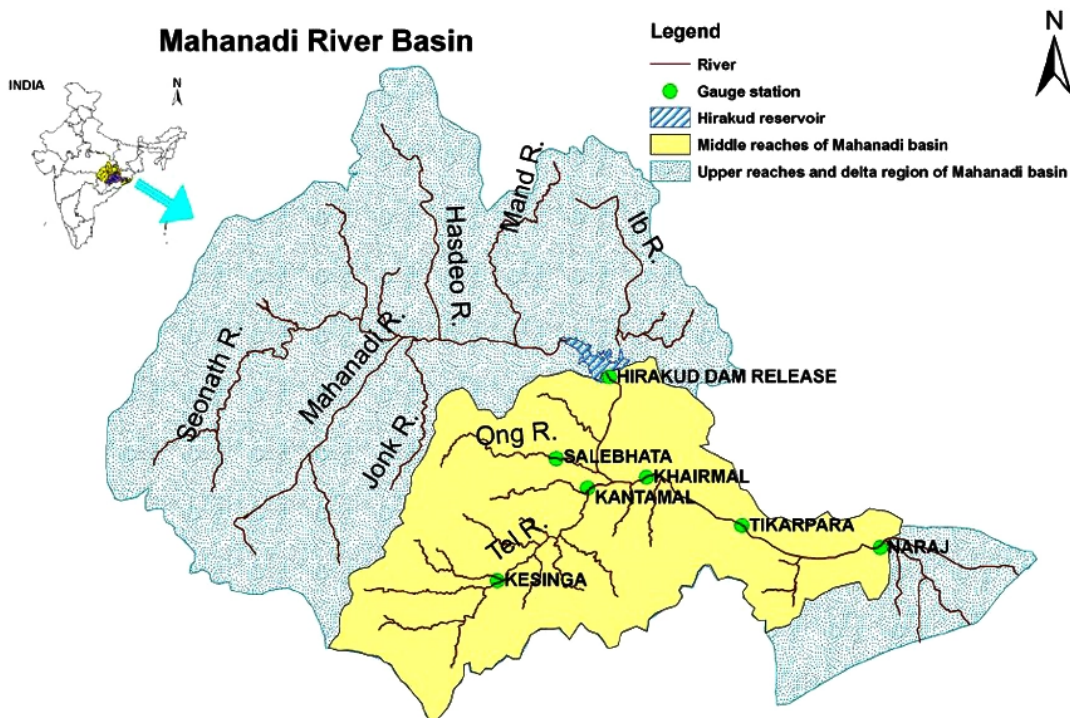 Mahanadi River Basin
INDIA
N
Legend
River
Gauge station
Hirakud reservoir
Middle reaches of Mahanadi basin
Upper reaches and delta region of Mahanadi basin
N
Seonath R.
Mahanadi R.
Hasdeo R.
Mand R.
Ib R.
Jonk R.
HIRAKUD DAM RELEASE
Ong R.
SALEBHATA
KHAIRMAL
KANTAMAL
Tel R.
TIKARPARA
NARAJ
KESINGA